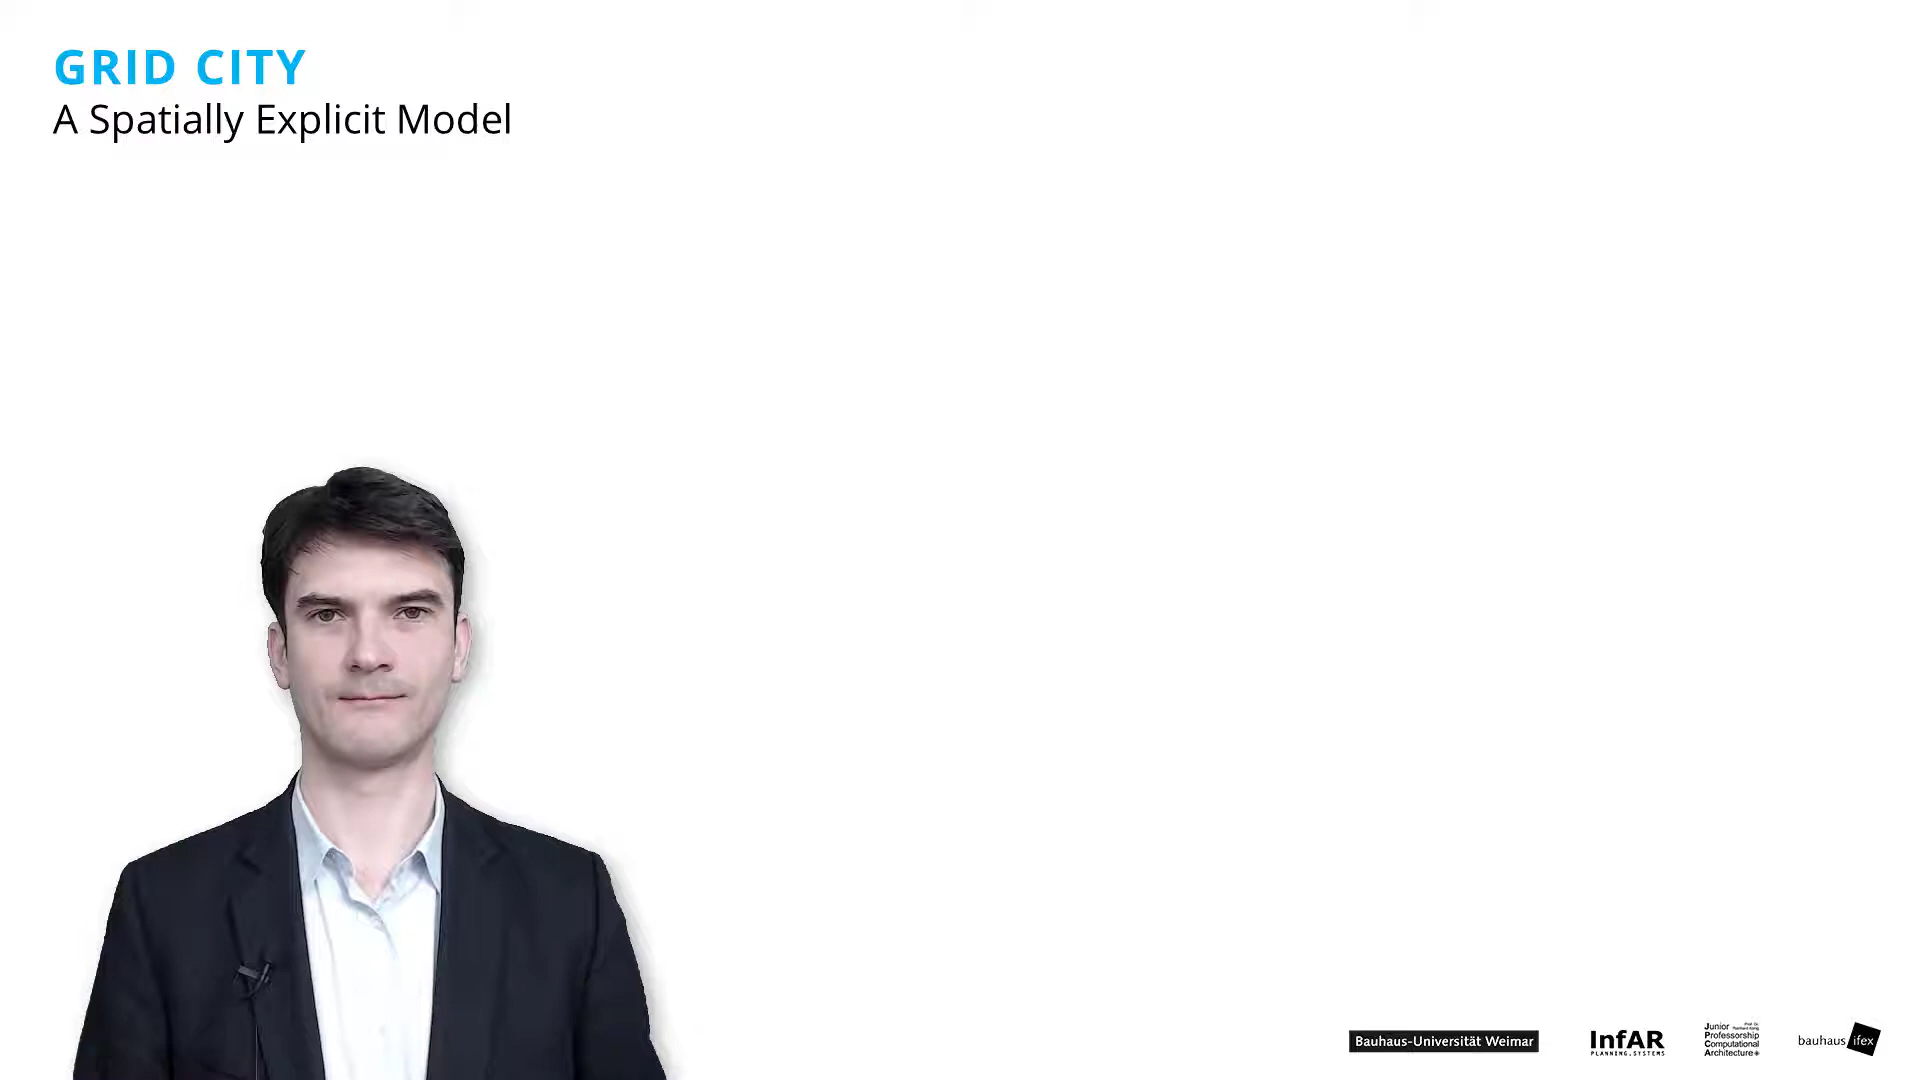 GRID CITY
A Spatially Explicit Model
Bauhaus-Universität Weimar
InfAR
PLANNING.SYSTEMS
Junior
Professorship
Computational
Architecture+
bauhaus ifex